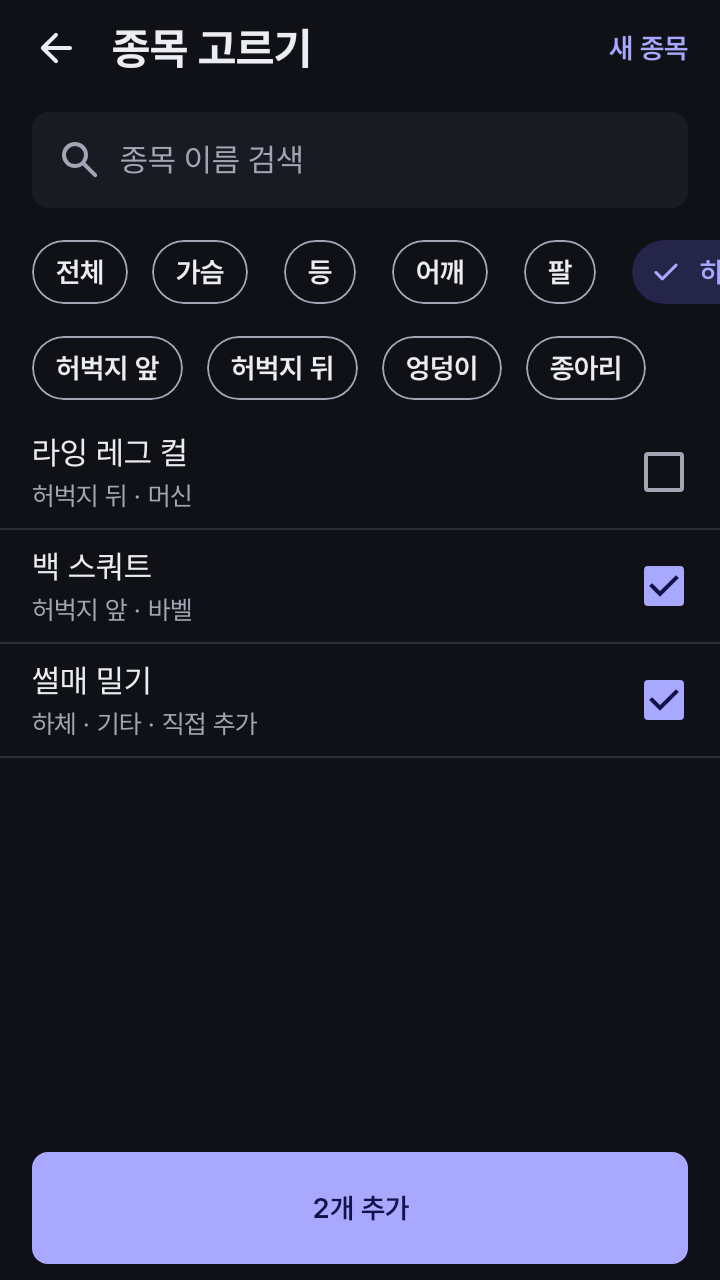 종목 고르기
새 종목
종목 이름 검색
전체 가슴 등 어깨 팔
허벅지 앞 허벅지 뒤 엉덩이 종아리
라잉 레그 컬
허벅지 뒤 · 머신
백 스쿼트
허벅지 앞 · 바벨
썰매 밀기
하체 · 기타 · 직접 추가
2개 추가